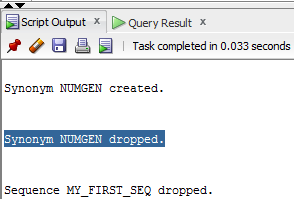 Script Output x Query Result x
Task completed in 0.033 seconds
Synonym NUMGEN created.
Synonym NUMGEN dropped.
Sequence MY_FIRST_SEQ dropped.